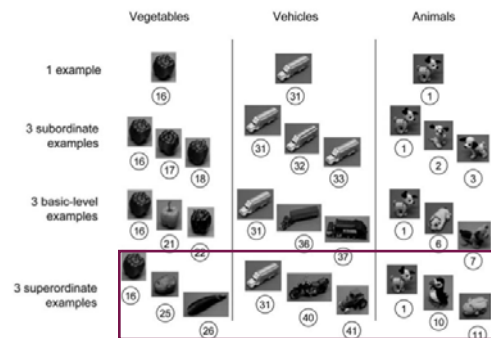 Vegetables Vehicles Animals
1 example
16 31 1
3 subordinate
examples
16 17 18 31 32 33 1 2 3
3 basic-level
examples
16 21 22 31 36 37 1 6 7
3 superordinate
examples
16 25 26 31 40 41 1 10 11